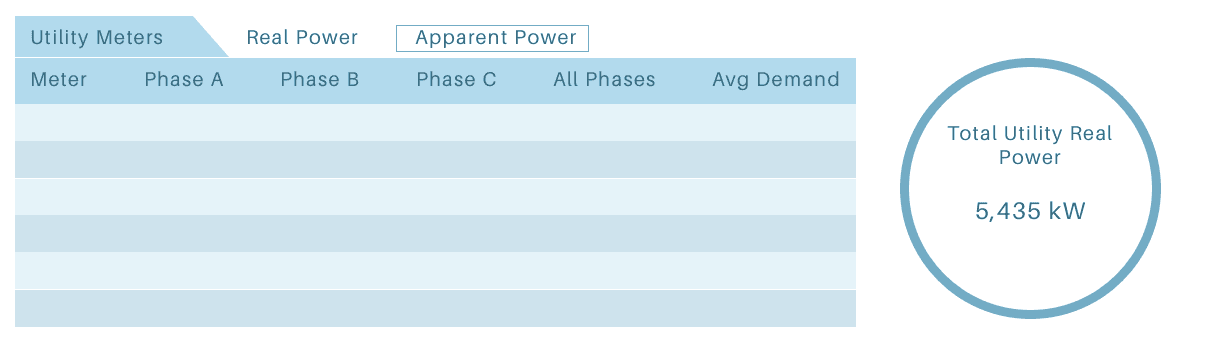 Utility Meters Real Power Apparent Power
Meter Phase A Phase B Phase C All Phases Avg Demand
Total Utility Real
Power
5,435 kW